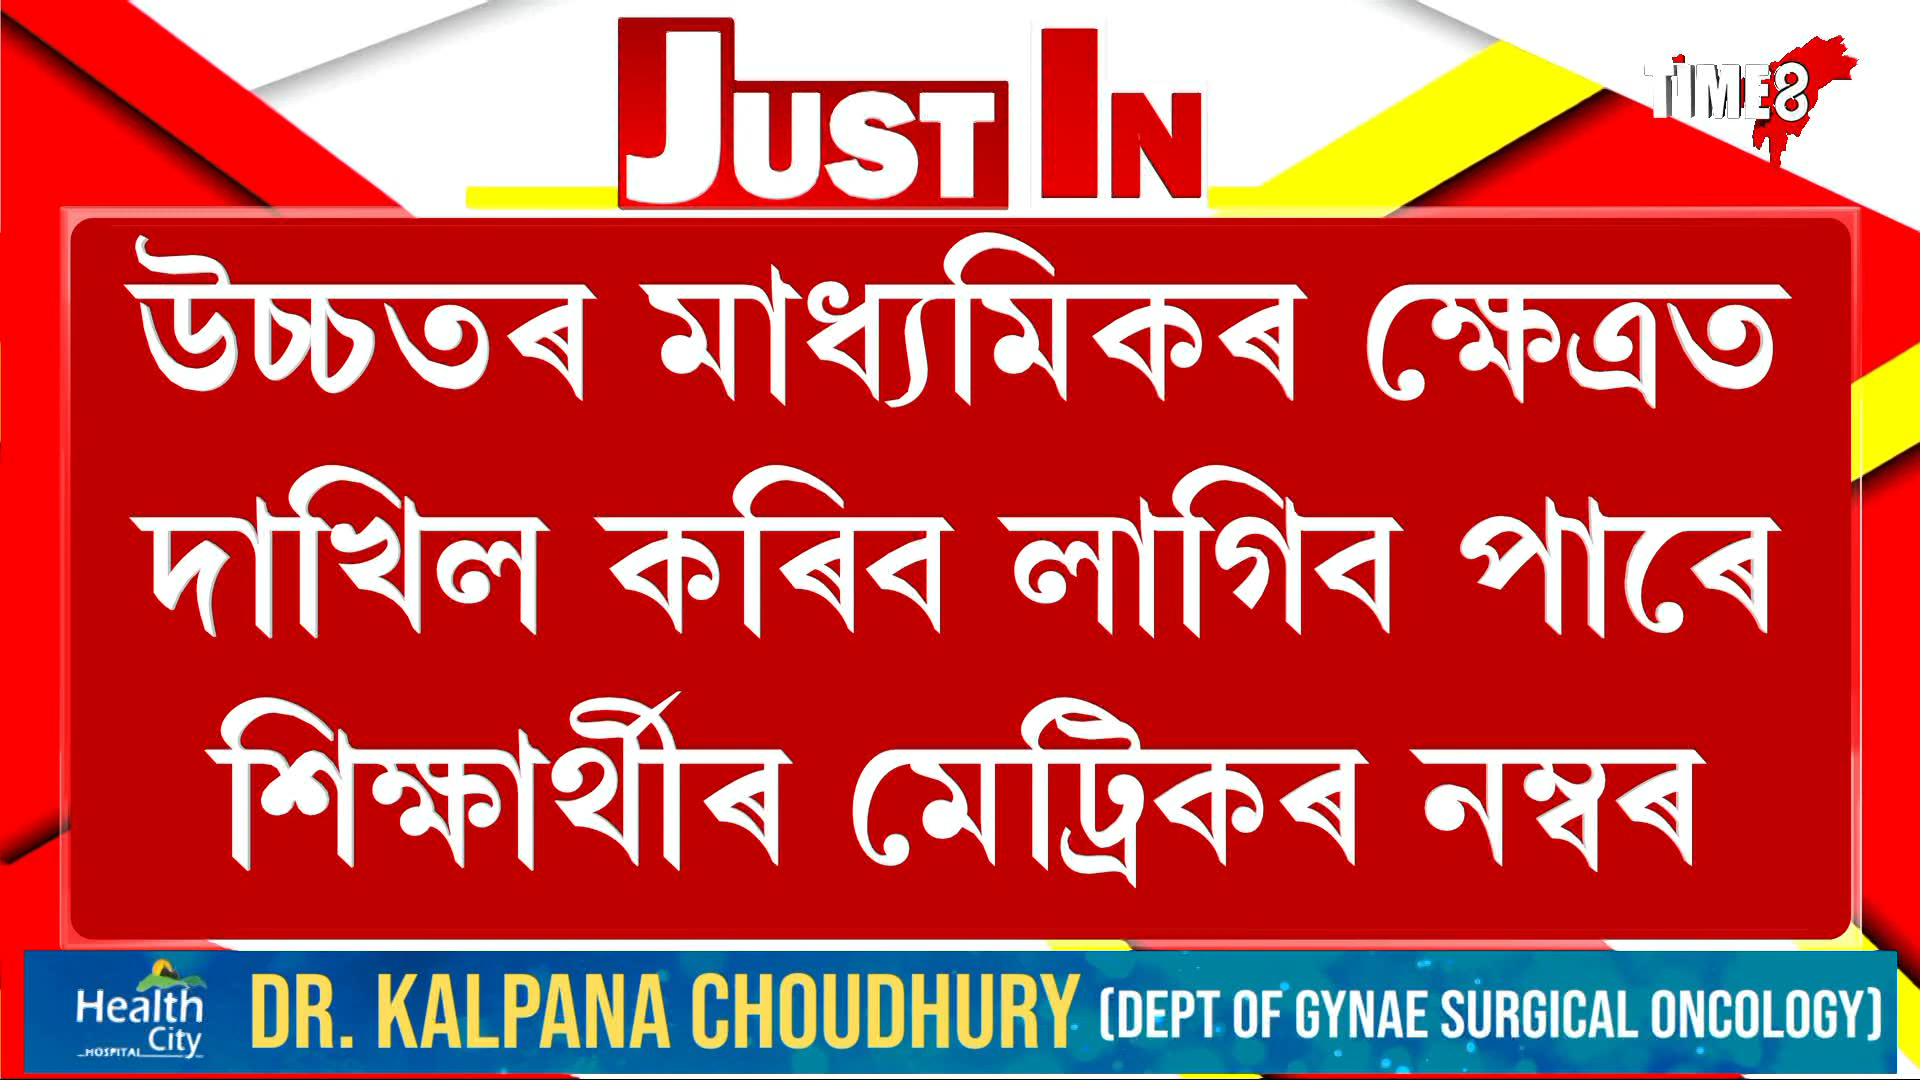 JUST IN
TIME8
উচ্চতৰ মাধ্যমিকৰ ক্ষেত্ৰত
দাখিল কৰিব লাগিব পাৰে
শিক্ষাৰ্থীৰ মেট্ৰিকৰ নম্বৰ
Health
City
HOSPITAL
DR. KALPANA CHOUDHURY (DEPT OF GYNAE SURGICAL ONCOLOGY)